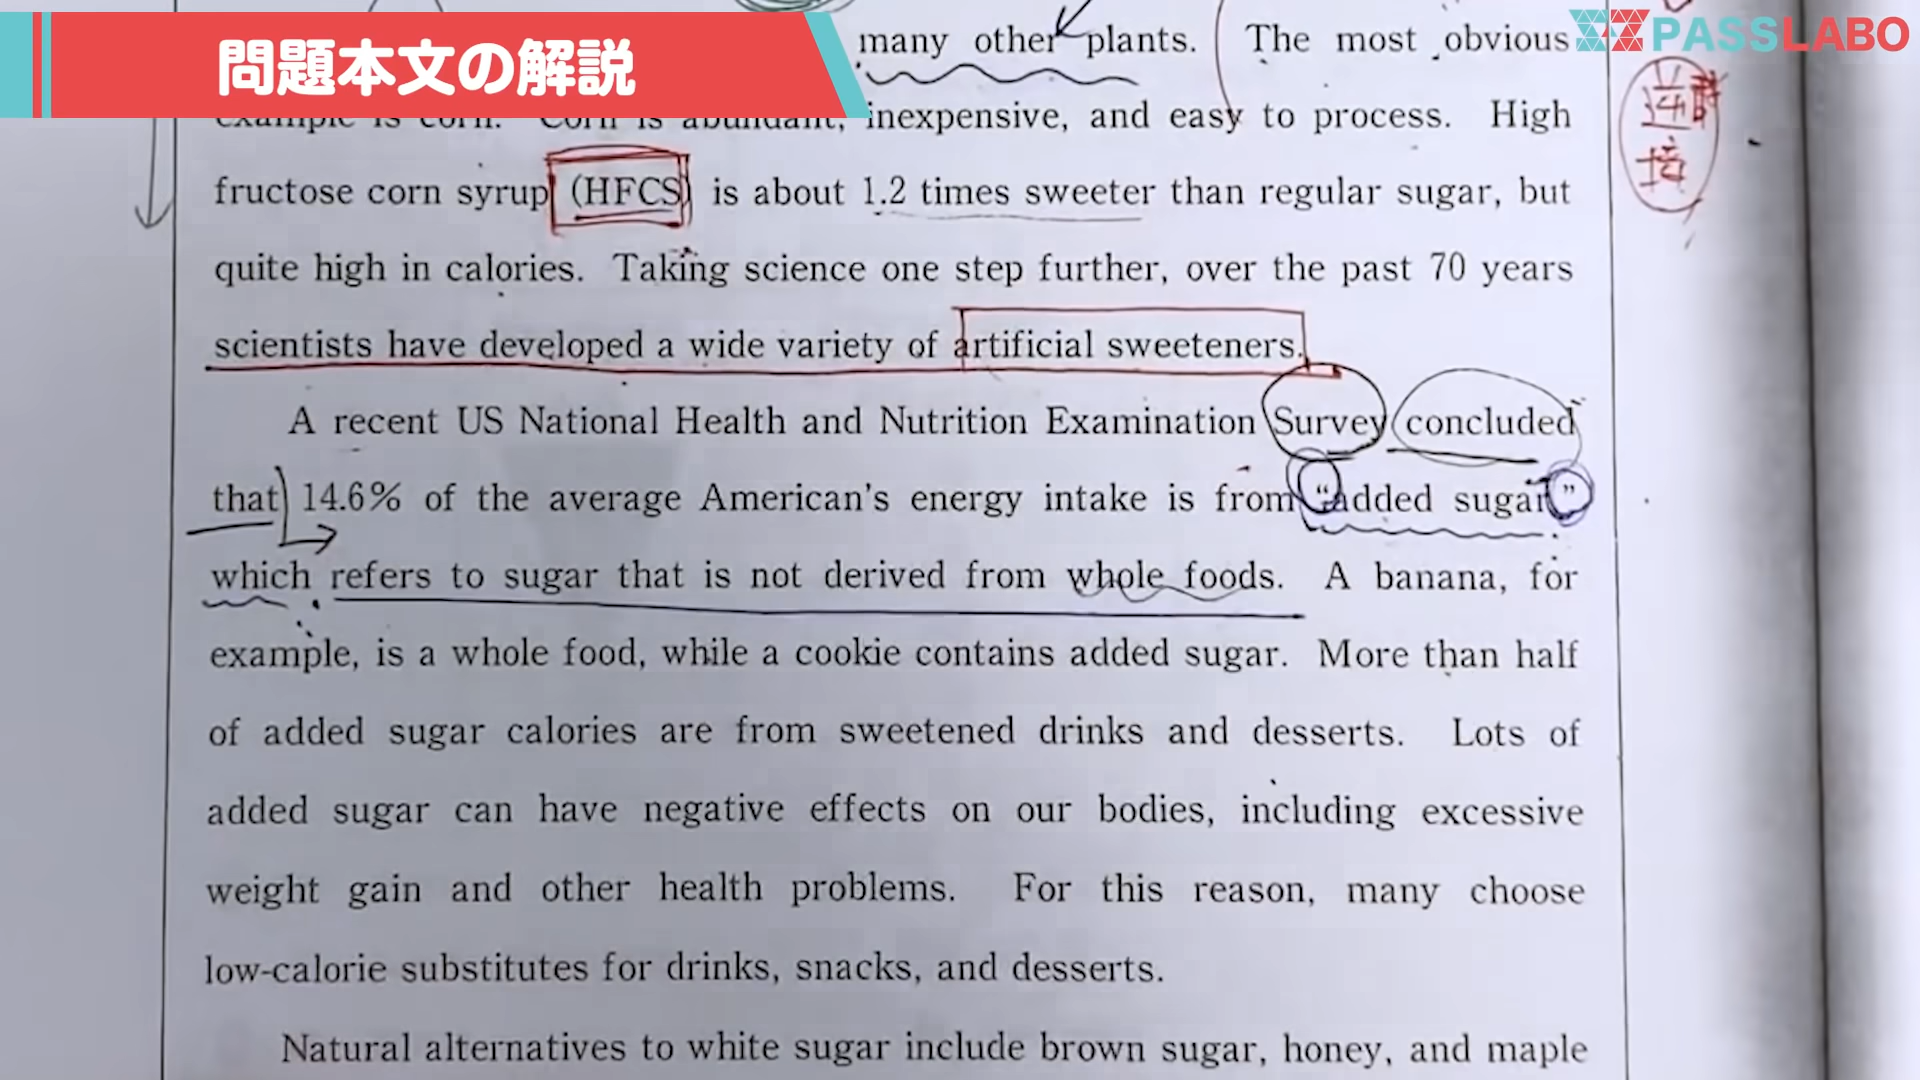 問題本文の解説
PASSLABO
many other plants. The most obvious
example is corn. Corn is abundant, inexpensive, and easy to process. High
fructose corn syrup (HFCS) is about 1.2 times sweeter than regular sugar, but
quite high in calories. Taking science one step further, over the past 70 years
scientists have developed a wide variety of artificial sweeteners.
A recent US National Health and Nutrition Examination Survey concluded
that 14.6% of the average American's energy intake is from “added sugar”
which refers to sugar that is not derived from whole foods. A banana, for
example, is a whole food, while a cookie contains added sugar. More than half
of added sugar calories are from sweetened drinks and desserts. Lots of
added sugar can have negative effects on our bodies, including excessive
weight gain and other health problems. For this reason, many choose
low-calorie substitutes for drinks, snacks, and desserts.
Natural alternatives to white sugar include brown sugar, honey, and maple